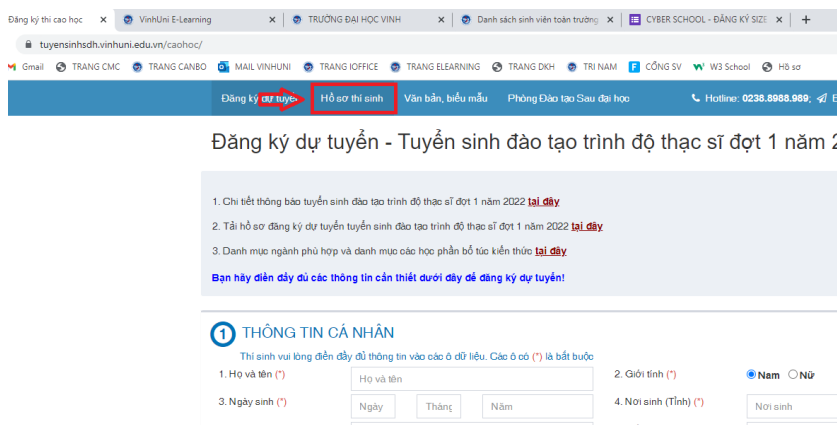 Đăng ký thi cao học
VinhUni E-Learning
TRƯỜNG ĐẠI HỌC VINH
Danh sách sinh viên toàn trường
CYBER SCHOOL - ĐĂNG KÝ SIZE
tuyensinhsdh.vinhuni.edu.vn/caohoc/
Gmail TRANG CMC TRANG CANBO MAIL VINHUNI TRANG IOFFICE TRANG ELEARNING TRANG DKH TRI NAM CỔNG SV W3 School Hồ sơ
Đăng ký dự tuyển Hồ sơ thí sinh Văn bản, biểu mẫu Phòng Đào tạo Sau đại học Hotline: 0238.8988.989; E
Đăng ký dự tuyển - Tuyển sinh đào tạo trình độ thạc sĩ đợt 1 năm 2
1. Chi tiết thông báo tuyển sinh đào tạo trình độ thạc sĩ đợt 1 năm 2022 tại đây
2. Tải hồ sơ đăng ký dự tuyển tuyển sinh đào tạo trình độ thạc sĩ đợt 1 năm 2022 tại đây
3. Danh mục ngành phù hợp và danh mục các học phần bổ túc kiến thức tại đây
Bạn hãy điền đầy đủ các thông tin cần thiết dưới đây để đăng ký dự tuyển!
1 THÔNG TIN CÁ NHÂN
Thí sinh vui lòng điền đầy đủ thông tin vào các ô dữ liệu. Các ô có (*) là bắt buộc
1. Họ và tên (*) Họ và tên 2. Giới tính (*) Nam Nữ
3. Ngày sinh (*) Ngày Tháng Năm 4. Nơi sinh (Tỉnh) (*) Nơi sinh